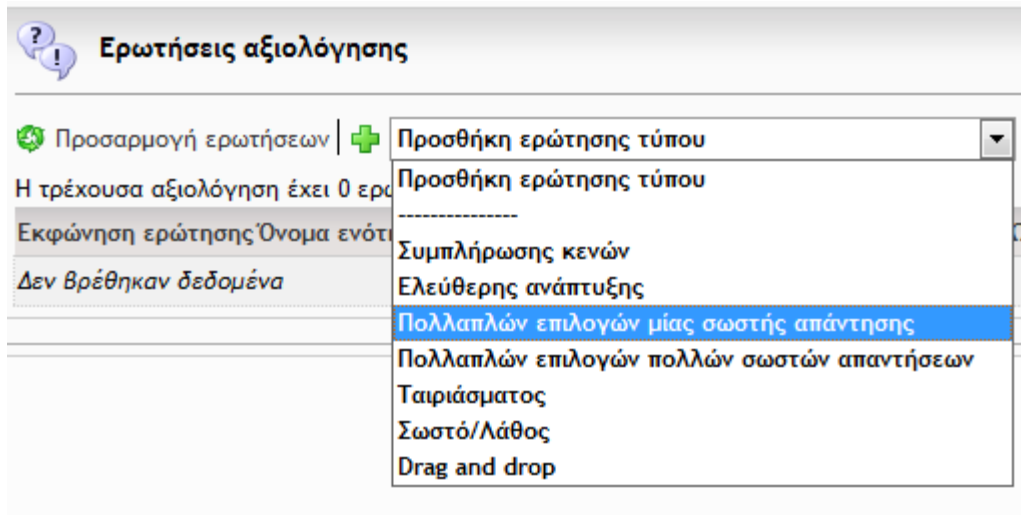 Ερωτήσεις αξιολόγησης
Προσαρμογή ερωτήσεων Προσθήκη ερώτησης τύπου
Η τρέχουσα αξιολόγηση έχει 0
Προσθήκη ερώτησης τύπου
---------------
Εκφώνηση ερώτησης Όνομα
Συμπλήρωσης κενών
Δεν βρέθηκαν δεδομένα
Ελεύθερης ανάπτυξης
Πολλαπλών επιλογών μίας σωστής απάντησης
Πολλαπλών επιλογών πολλών σωστών απαντήσεων
Ταιριάσματος
Σωστό/Λάθος
Drag and drop